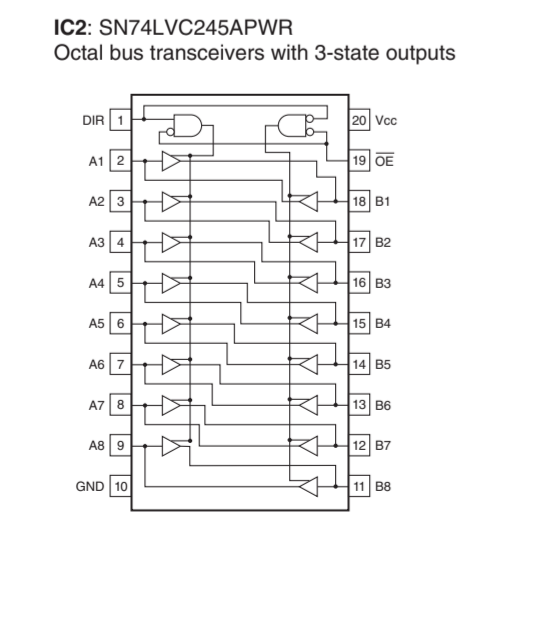 IC2: SN74LVC245APWR
Octal bus transceivers with 3-state outputs
DIR 1 20 Vcc
A1 2 19 OE
A2 3 18 B1
A3 4 17 B2
A4 5 16 B3
A5 6 15 B4
A6 7 14 B5
A7 8 13 B6
A8 9 12 B7
GND 10 11 B8